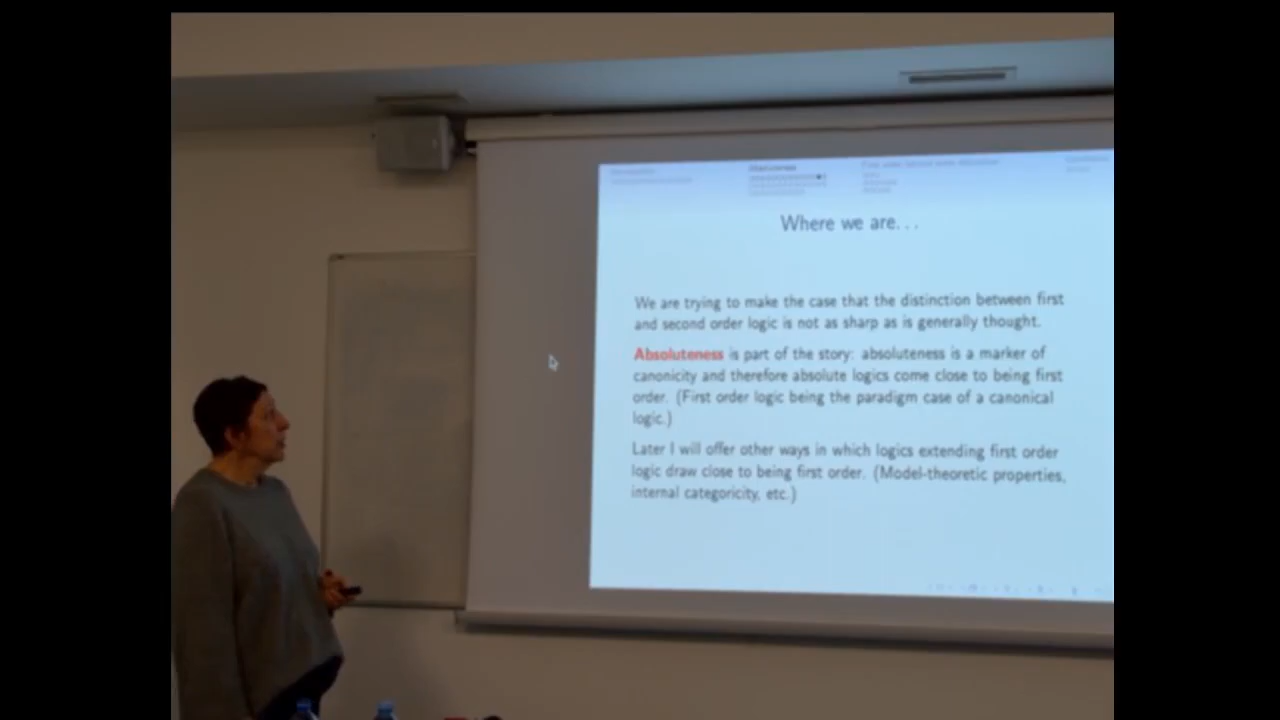 Where we are...
We are trying to make the case that the distinction between first
and second order logic is not as sharp as is generally thought.
Absoluteness is part of the story: absoluteness is a marker of
canonicity and therefore absolute logics come close to being first
order. (First order logic being the paradigm case of a canonical
logic.)
Later I will offer other ways in which logics extending first order
logic draw close to being first order. (Model-theoretic properties,
internal categoricity, etc.)